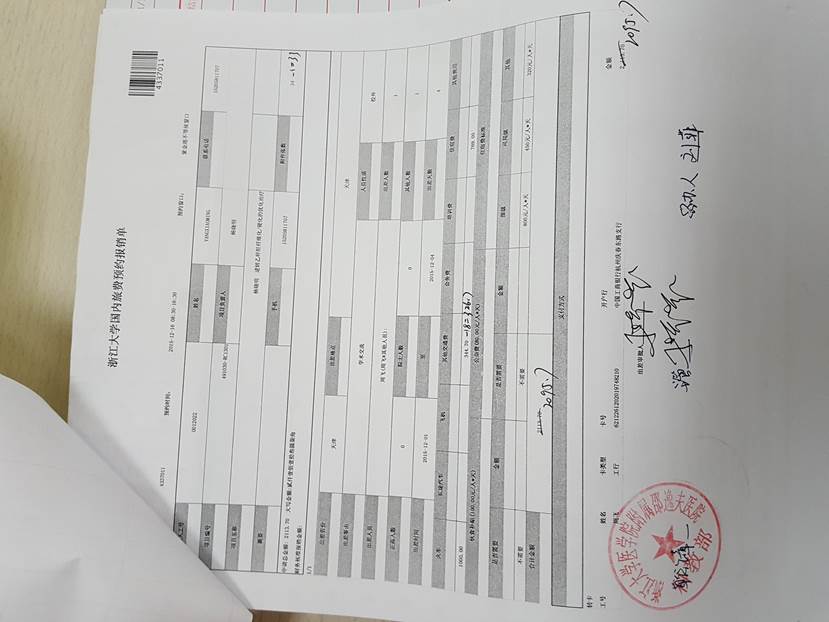 浙江大学国内旅费预约报销单
4337011
4337011 预约时间: 2015-12-16 08:30-16:30 预约窗口: 紫金港不等候窗口
人工号 0012022 姓名 YANGXIAOMING 联系电话 15205811707
项目编号 491030- 项目负责人 杨晓明
项目名称 杨晓明 逆转乙肝肝纤维化/硬化的优化治疗
摘要 手机 15205811707 附件张数 34 -1=33
申请总金额: 2113.70 大写金额:贰仟壹佰壹拾叁圆柒角
财务核准报销金额:
1/1
出差省份 天津 出差地点 天津
出差事由 学术交流 人员性质 校外
出差人员 周飞(周飞&其他人员) 出差人数 1
正高人数 0 院士人数 0 其他人数 1
出差时间 2015-12-01 至 2015-12-04 出差天数 4
火车 长途汽车 飞机 其他交通费 会务费 培训费 住宿费 其他费用
1000.00 344.70 -18=326.7 769.00
伙食补贴(100.00元/人*天) 公杂费(80.00元/人*天) 住宿费标准
是否需要 金额 是否需要 金额 部级 司局级 其他
不需要 不需要 800元/人*天 450元/人*天 320元/人*天
合计金额 2113.70 2095.7
支付方式
转卡
工号 姓名 卡类型 卡号 开户行 金额
周飞 工行 6212261202019748210 中国工商银行杭州庆春东路支行 2113.70 2095.7
出差审批人
浙江大学医学院附属邵逸夫医院
科教部
经办人 刘菲